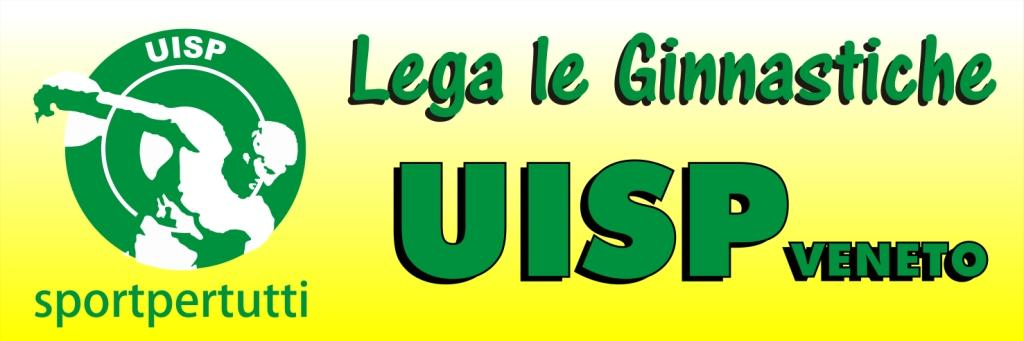 UISP
sportpertutti
Lega le Ginnastiche
UISP VENETO